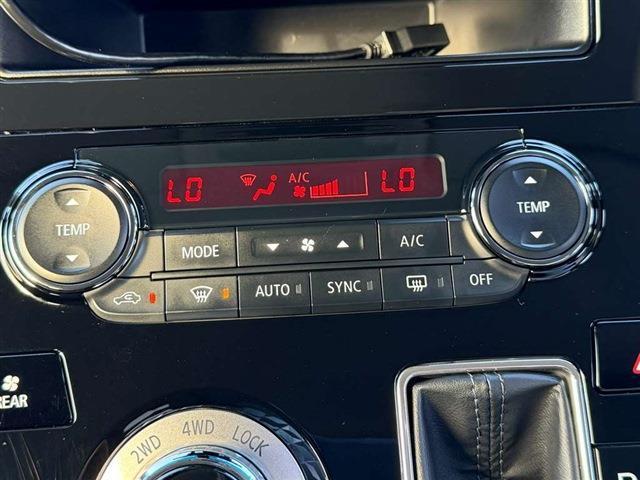 LO A/C LO
TEMP
TEMP
MODE
A/C
AUTO
SYNC
OFF
REAR
2WD 4WD LOCK